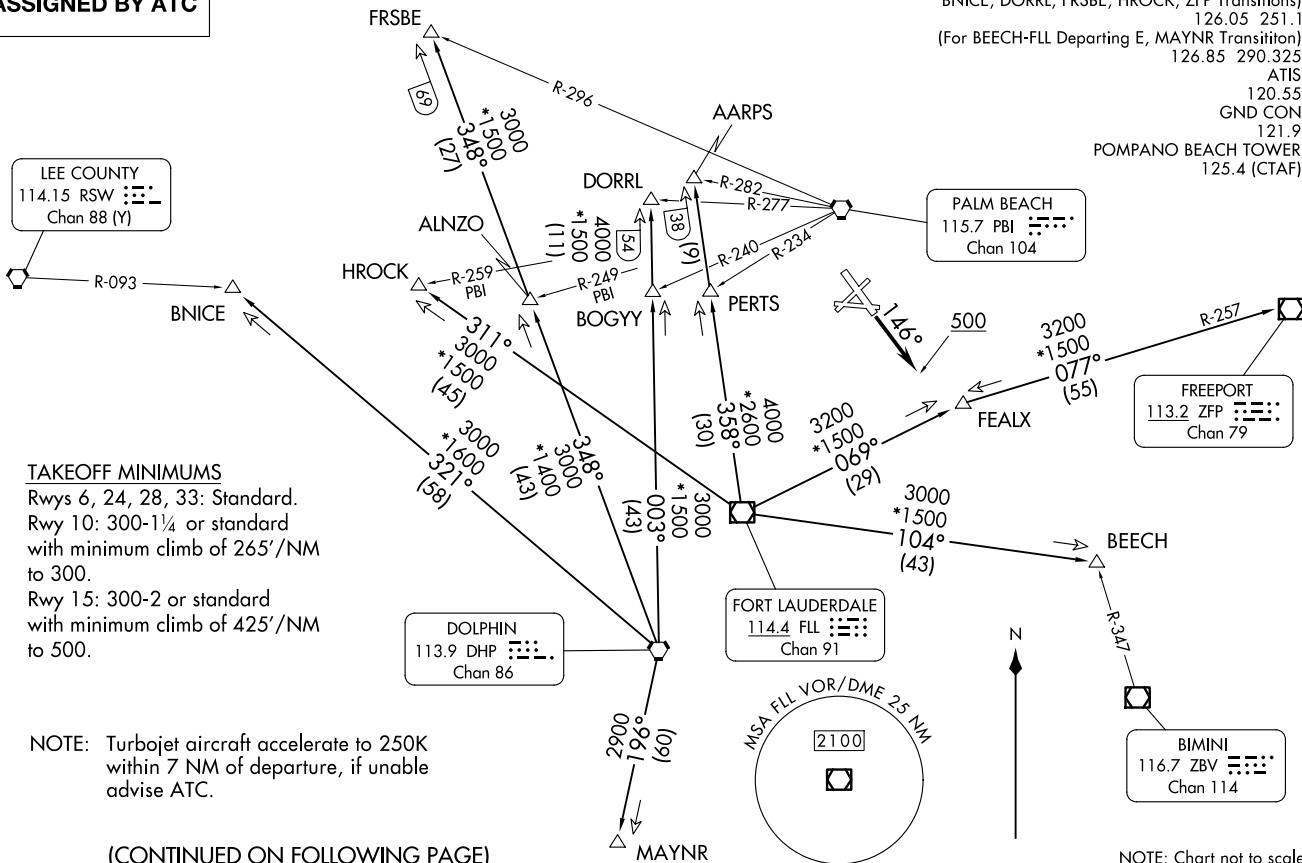 ASSIGNED BY ATC
BNICE, DORRL, FRSBE, HROCK, ZFP Transitions)
126.05 251.1
(For BEECH-FLL Departing E, MAYNR Transititon)
126.85 290.325
ATIS
120.55
GND CON
121.9
POMPANO BEACH TOWER
125.4 (CTAF)
FRSBE
69
3000
*1500
348°
(27)
R-296
AARPS
DORRL
R-282
R-277
38
(9)
54
4000
*1500
(11)
R-240
R-234
PALM BEACH
115.7 PBI
Chan 104
LEE COUNTY
114.15 RSW
Chan 88 (Y)
R-093
BNICE
ALNZO
HROCK
R-259
PBI
R-249
PBI
BOGYY
PERTS
146°
500
R-257
3200
*1500
077°
(55)
FREEPORT
113.2 ZFP
Chan 79
FEALX
311°
3000
*1500
(45)
4000
*2600
358°
(30)
3200
*1500
069°
(29)
3000
*1600
321°
(58)
348°
3000
*1400
(43)
3000
*1500
003°
(43)
3000
*1500
104°
(43)
BEECH
R-347
TAKEOFF MINIMUMS
Rwys 6, 24, 28, 33: Standard.
Rwy 10: 300-1¼ or standard
with minimum climb of 265'/NM
to 300.
Rwy 15: 300-2 or standard
with minimum climb of 425'/NM
to 500.
DOLPHIN
113.9 DHP
Chan 86
FORT LAUDERDALE
114.4 FLL
Chan 91
N
BIMINI
116.7 ZBV
Chan 114
MSA FLL VOR/DME 25 NM
2100
2900
196°
(60)
MAYNR
NOTE: Turbojet aircraft accelerate to 250K
within 7 NM of departure, if unable
advise ATC.
(CONTINUED ON FOLLOWING PAGE)
NOTE: Chart not to scale